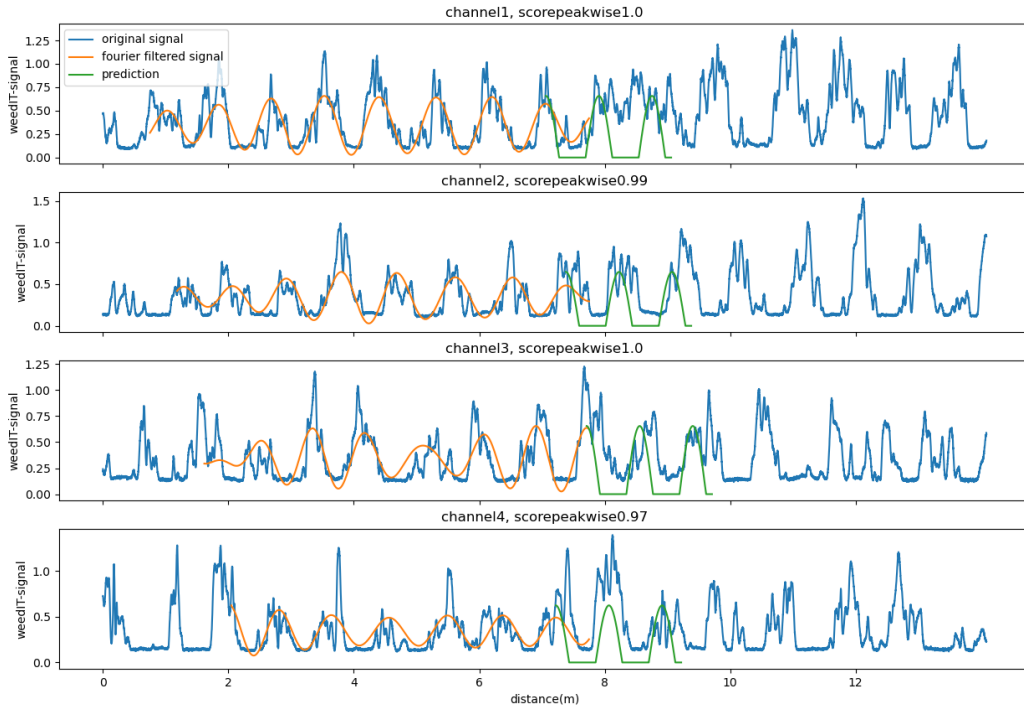 channel1, scorepeakwise1.0
original signal
fourier filtered signal
prediction
weedIT-signal
1.25
1.00
0.75
0.50
0.25
0.00
channel2, scorepeakwise0.99
weedIT-signal
1.5
1.0
0.5
0.0
channel3, scorepeakwise1.0
weedIT-signal
1.25
1.00
0.75
0.50
0.25
0.00
channel4, scorepeakwise0.97
weedIT-signal
1.0
0.5
0.0
0 2 4 6 8 10 12
distance(m)